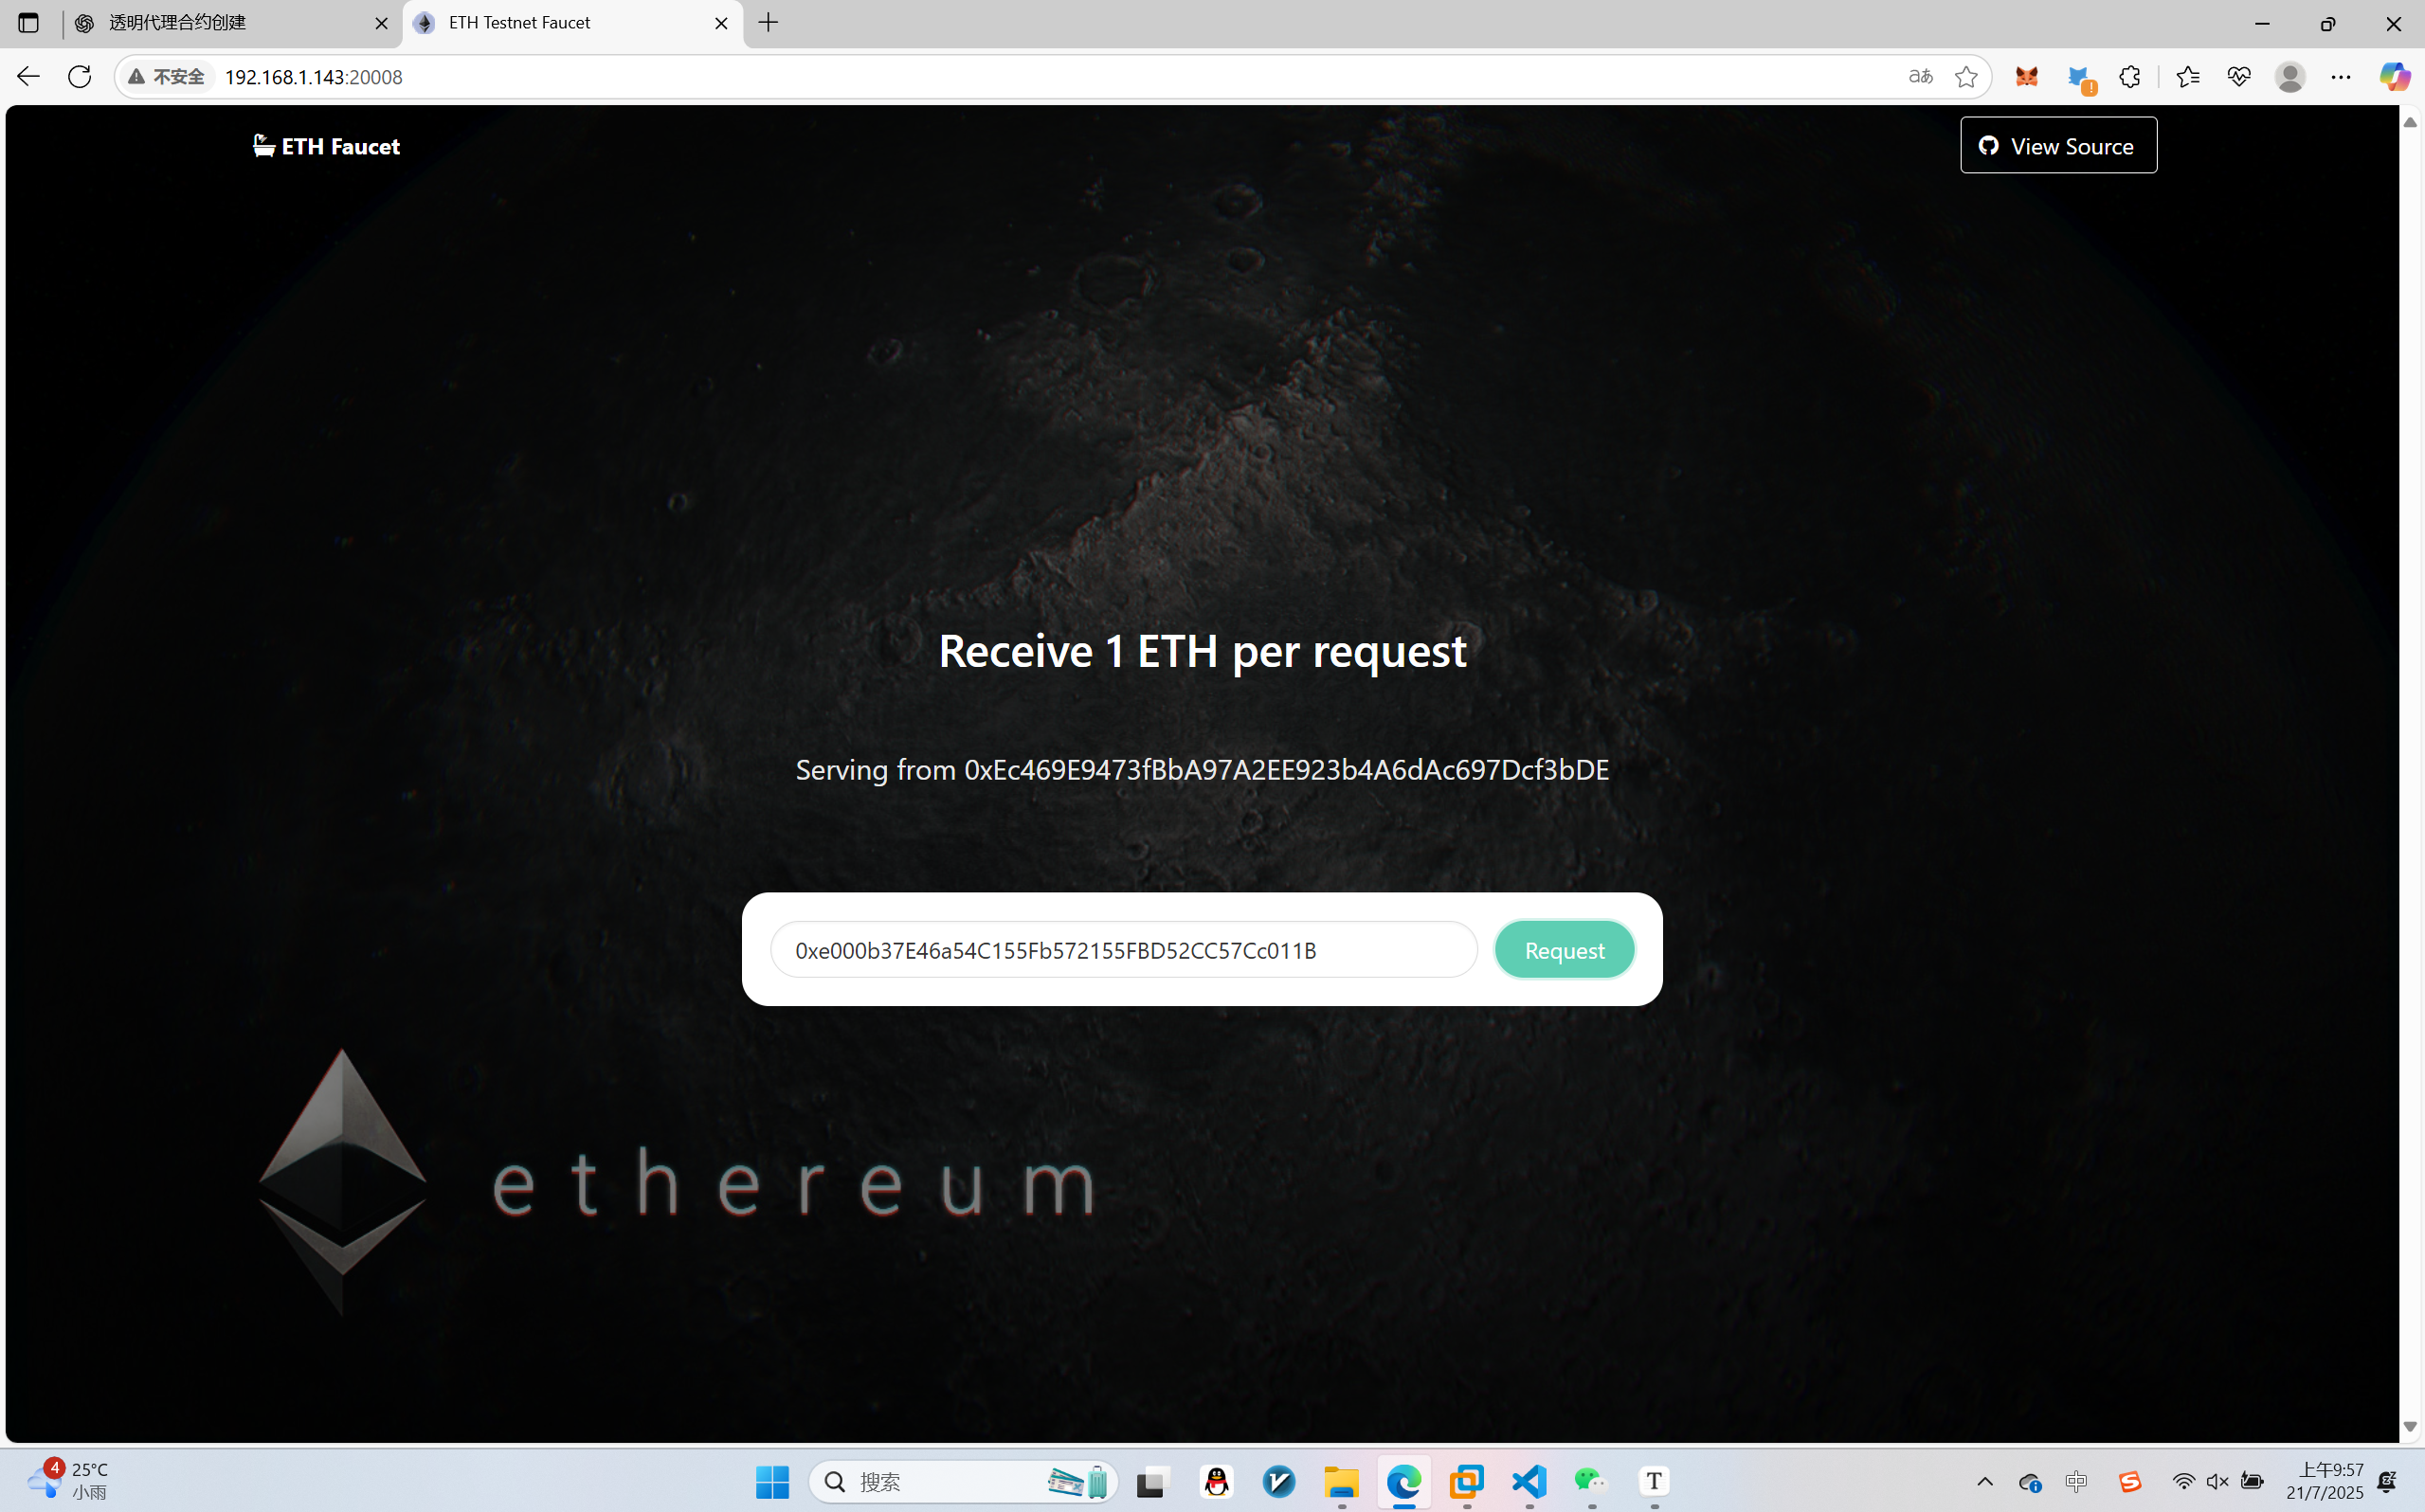 透明代理合约创建
ETH Testnet Faucet
不安全
192.168.1.143:20008
ETH Faucet
View Source
Receive 1 ETH per request
Serving from 0xEc469E9473fBbA97A2EE923b4A6dAc697Dcf3bDE
0xe000b37E46a54C155Fb572155FBD52CC57Cc011B
Request
ethereum
4
25°C
小雨
搜索
中
上午9:57
21/7/2025